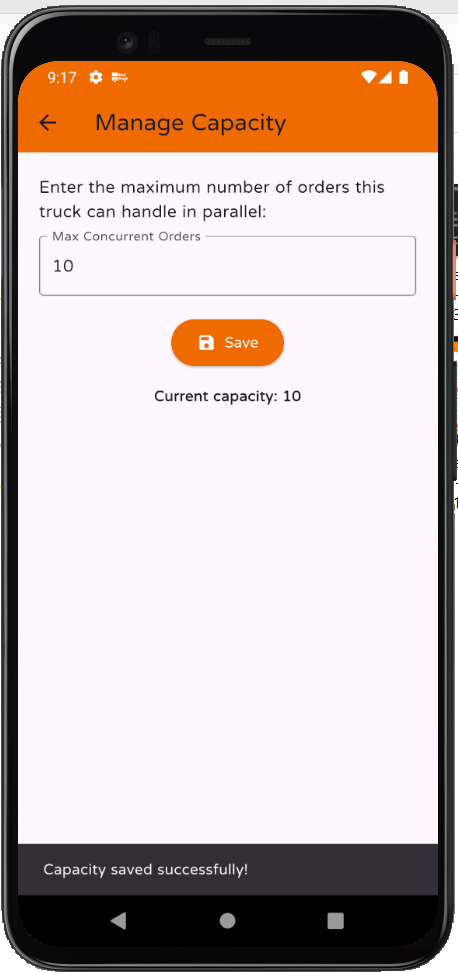 9:17
Manage Capacity
Enter the maximum number of orders this
truck can handle in parallel:
Max Concurrent Orders
10
Save
Current capacity: 10
Capacity saved successfully!